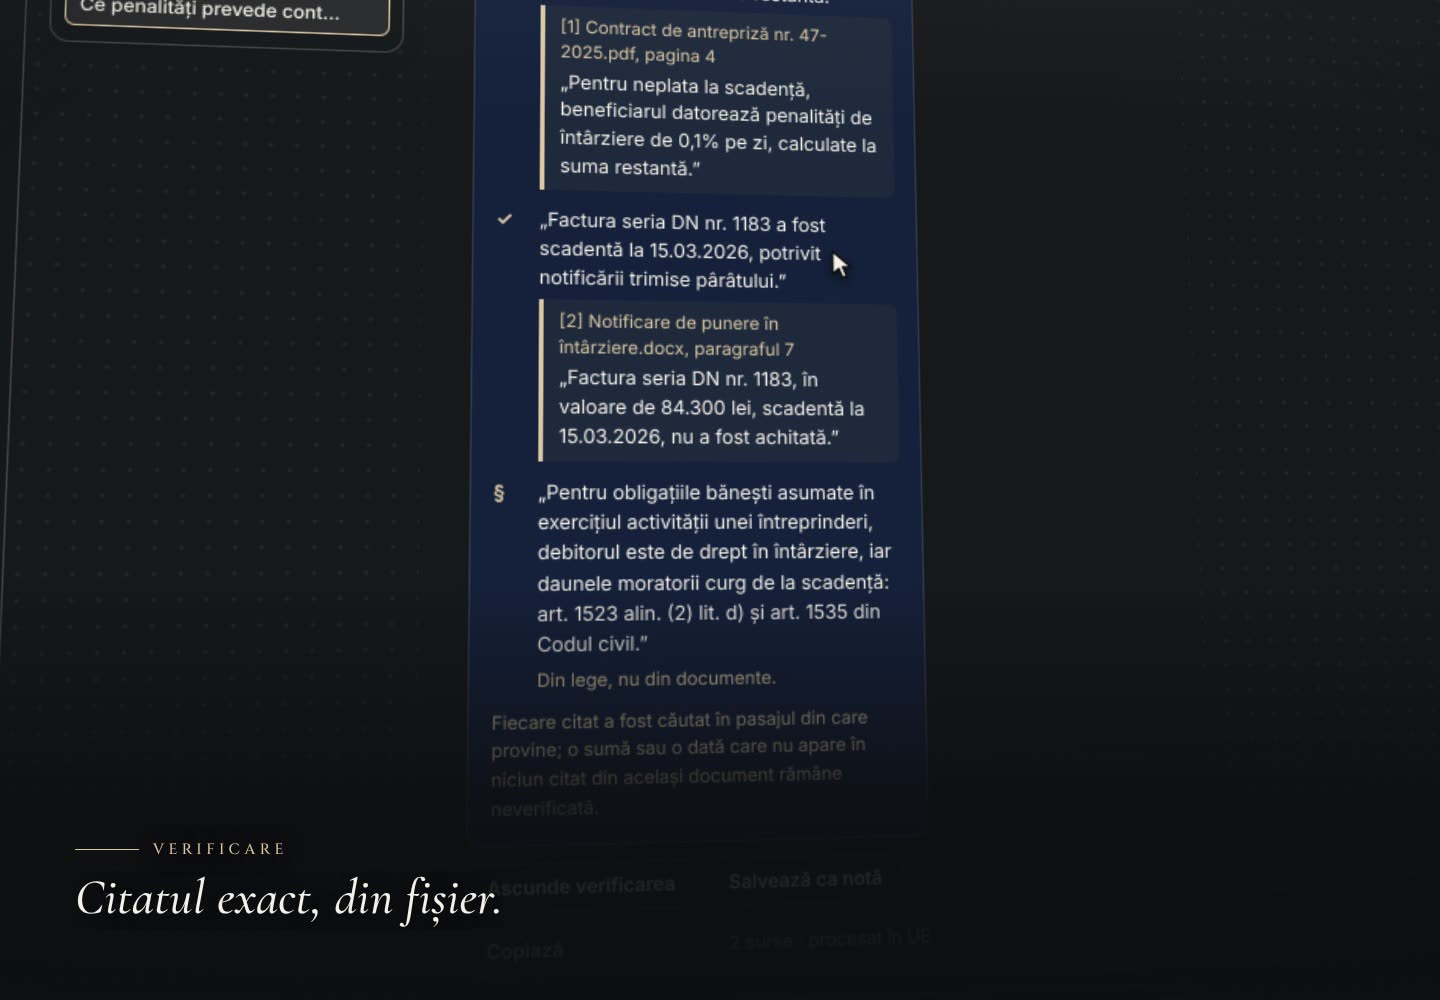 Ce penalități prevede cont...
[1] Contract de antrepriză nr. 47-
2025.pdf, pagina 4
„Pentru neplata la scadență,
beneficiarul datorează penalități de
întârziere de 0,1% pe zi, calculate la
suma restantă.”
✓ „Factura seria DN nr. 1183 a fost
scadentă la 15.03.2026, potrivit
notificării trimise pârâtului.”
[2] Notificare de punere în
întârziere.docx, paragraful 7
„Factura seria DN nr. 1183, în
valoare de 84.300 lei, scadentă la
15.03.2026, nu a fost achitată.”
§ „Pentru obligațiile bănești asumate în
exercițiul activității unei întreprinderi,
debitorul este de drept în întârziere, iar
daunele moratorii curg de la scadență:
art. 1523 alin. (2) lit. d) și art. 1535 din
Codul civil.”
Din lege, nu din documente.
Fiecare citat a fost căutat în pasajul din care
provine; o sumă sau o dată care nu apare în
niciun citat din același document rămâne
neverificată.
Ascunde verificarea
Salvează ca notă
Copiază
2 surse · procesat în UE
VERIFICARE
Citatul exact, din fișier.